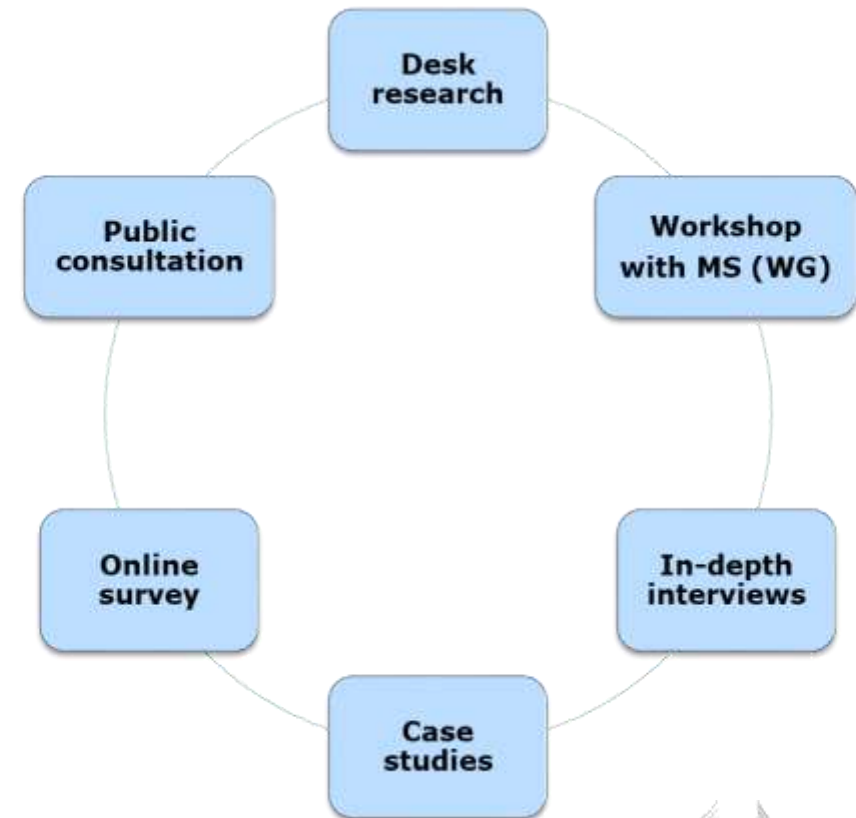 Desk
research
Workshop
with MS (WG)
In-depth
interviews
Case
studies
Online
survey
Public
consultation